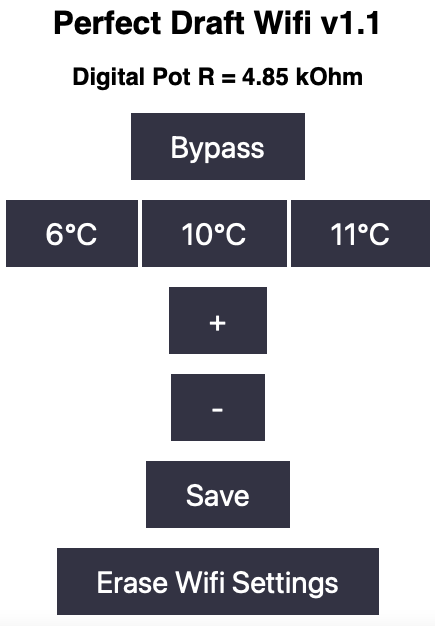 Perfect Draft Wifi v1.1
Digital Pot R = 4.85 kOhm
Bypass
6°C 10°C 11°C
+
-
Save
Erase Wifi Settings